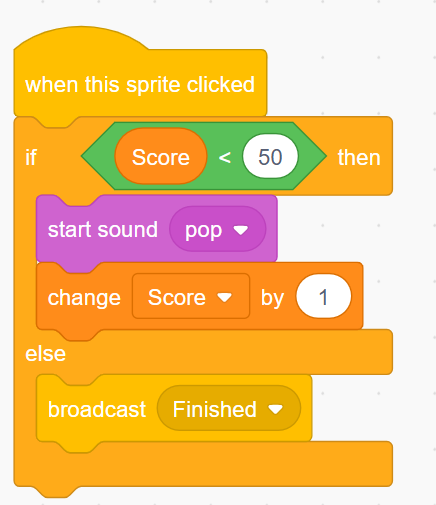 when this sprite clicked
if Score < 50 then
start sound pop
change Score by 1
else
broadcast Finished